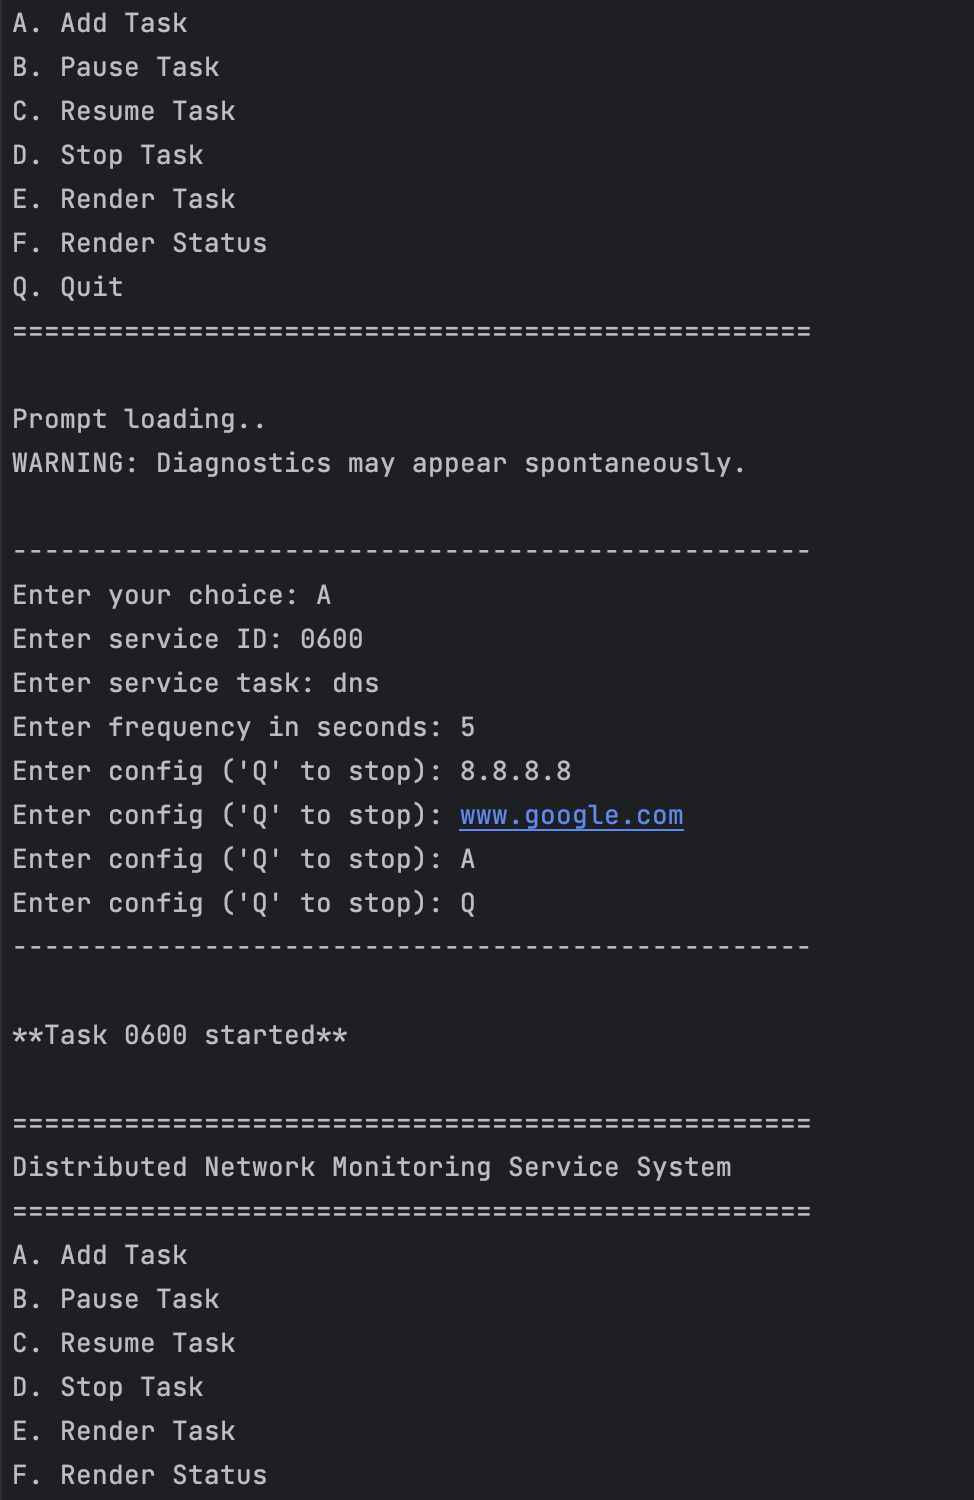 A. Add Task
B. Pause Task
C. Resume Task
D. Stop Task
E. Render Task
F. Render Status
Q. Quit
==================================================
Prompt loading..
WARNING: Diagnostics may appear spontaneously.
--------------------------------------------------
Enter your choice: A
Enter service ID: 0600
Enter service task: dns
Enter frequency in seconds: 5
Enter config ('Q' to stop): 8.8.8.8
Enter config ('Q' to stop): www.google.com
Enter config ('Q' to stop): A
Enter config ('Q' to stop): Q
--------------------------------------------------
**Task 0600 started**
==================================================
Distributed Network Monitoring Service System
==================================================
A. Add Task
B. Pause Task
C. Resume Task
D. Stop Task
E. Render Task
F. Render Status